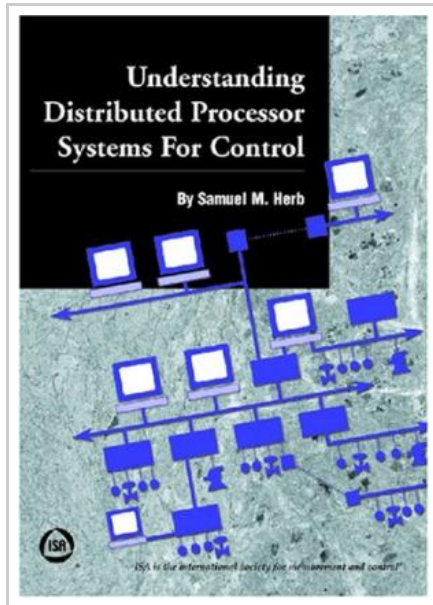 Understanding
Distributed Processor
Systems For Control
By Samuel M. Herb
ISA
ISA is the international society for measurement and control®